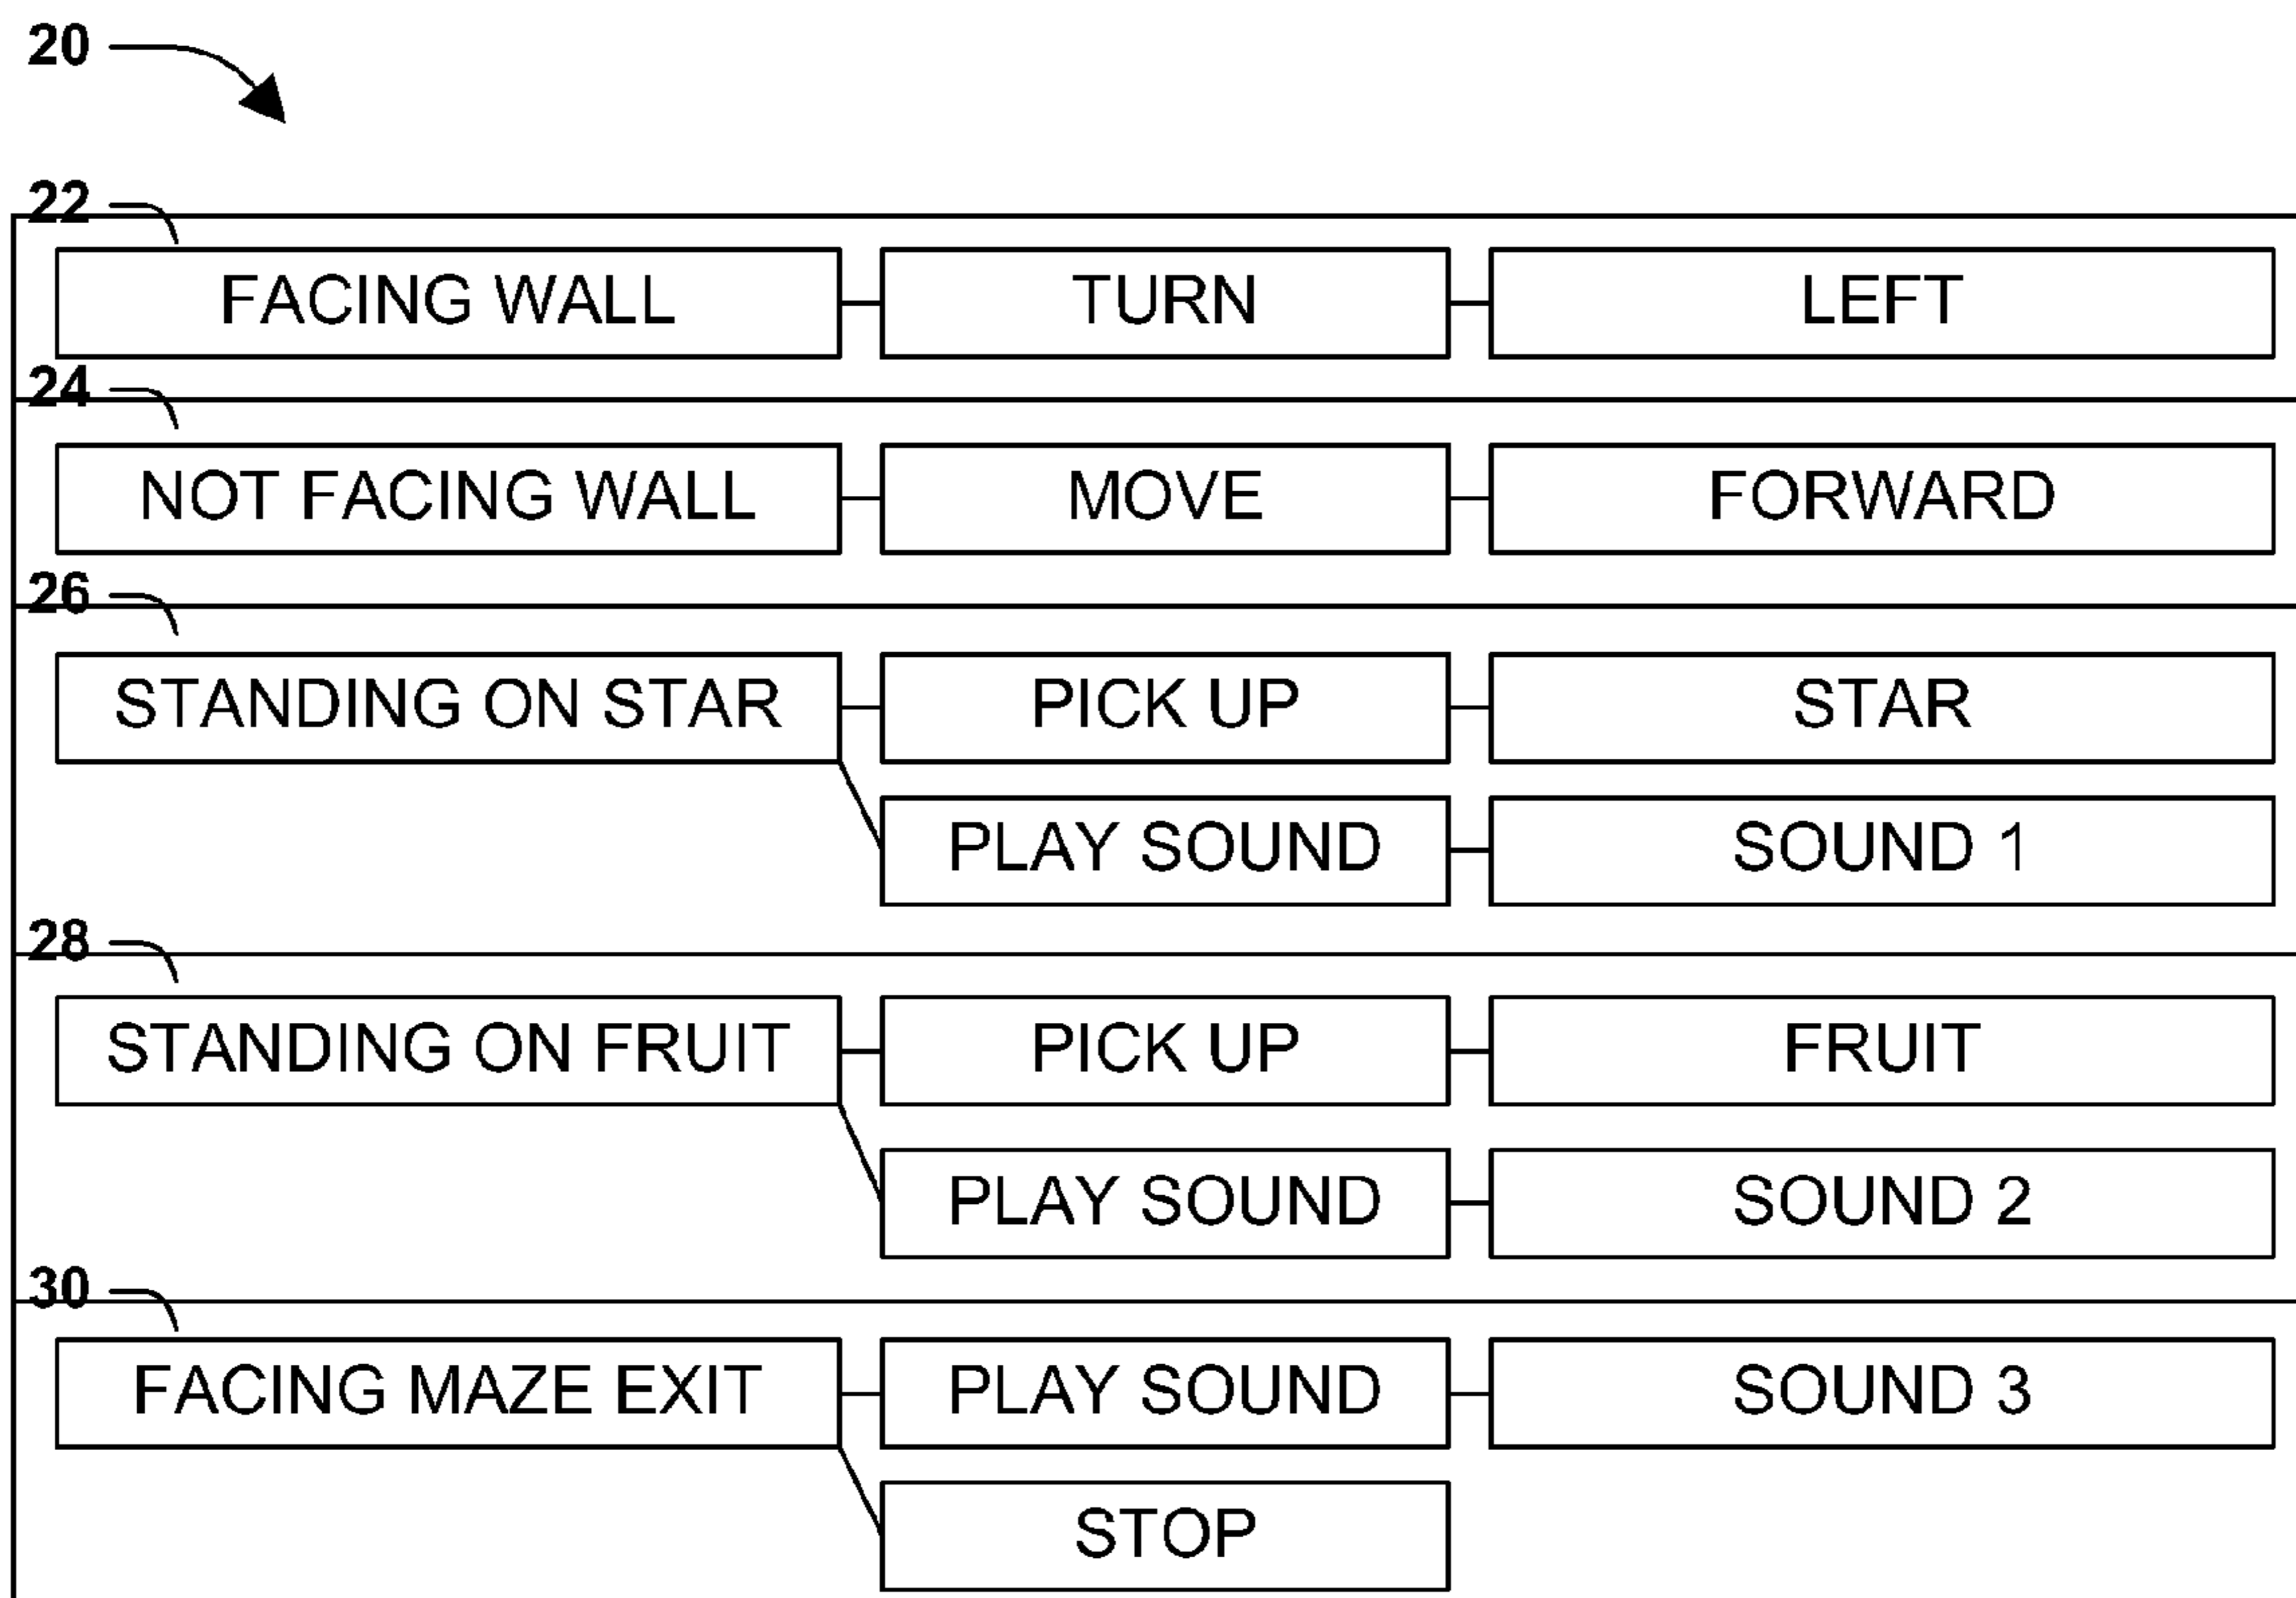 20
22
FACING WALL TURN LEFT
24
NOT FACING WALL MOVE FORWARD
26
STANDING ON STAR PICK UP STAR
PLAY SOUND SOUND 1
28
STANDING ON FRUIT PICK UP FRUIT
PLAY SOUND SOUND 2
30
FACING MAZE EXIT PLAY SOUND SOUND 3
STOP